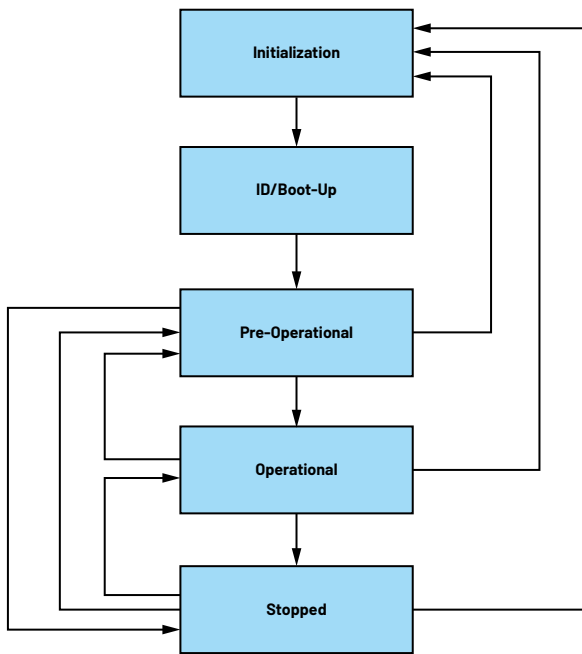 Initialization
ID/Boot-Up
Pre-Operational
Operational
Stopped